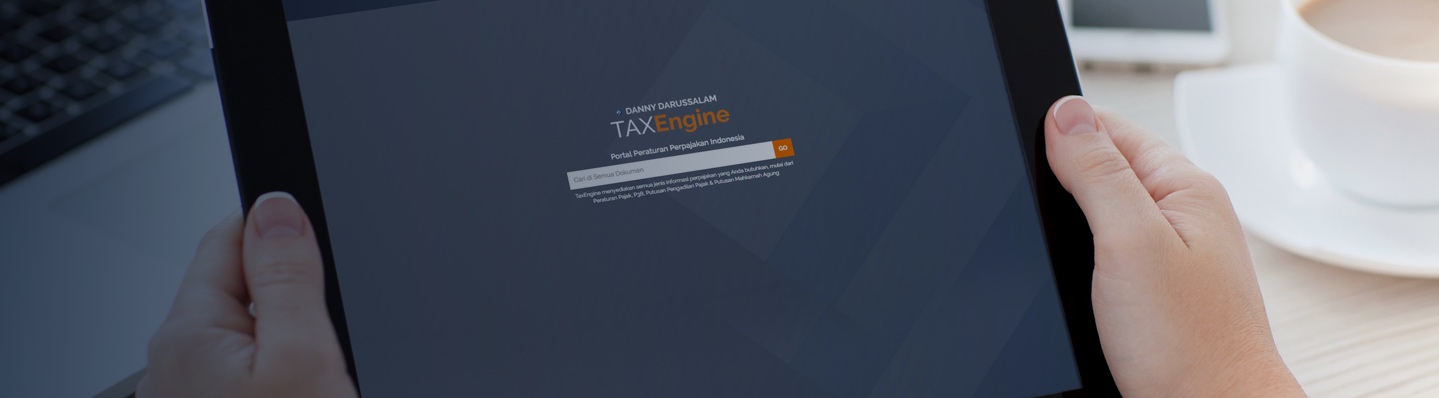 DANNY DARUSSALAM
TAXEngine
Portal Peraturan Perpajakan Indonesia
Cari di Semua Dokumen
GO
TaxEngine menyediakan semua jenis informasi perpajakan yang Anda butuhkan, mulai dari
Peraturan Pajak, P3B, Putusan Pengadilan Pajak & Putusan Mahkamah Agung